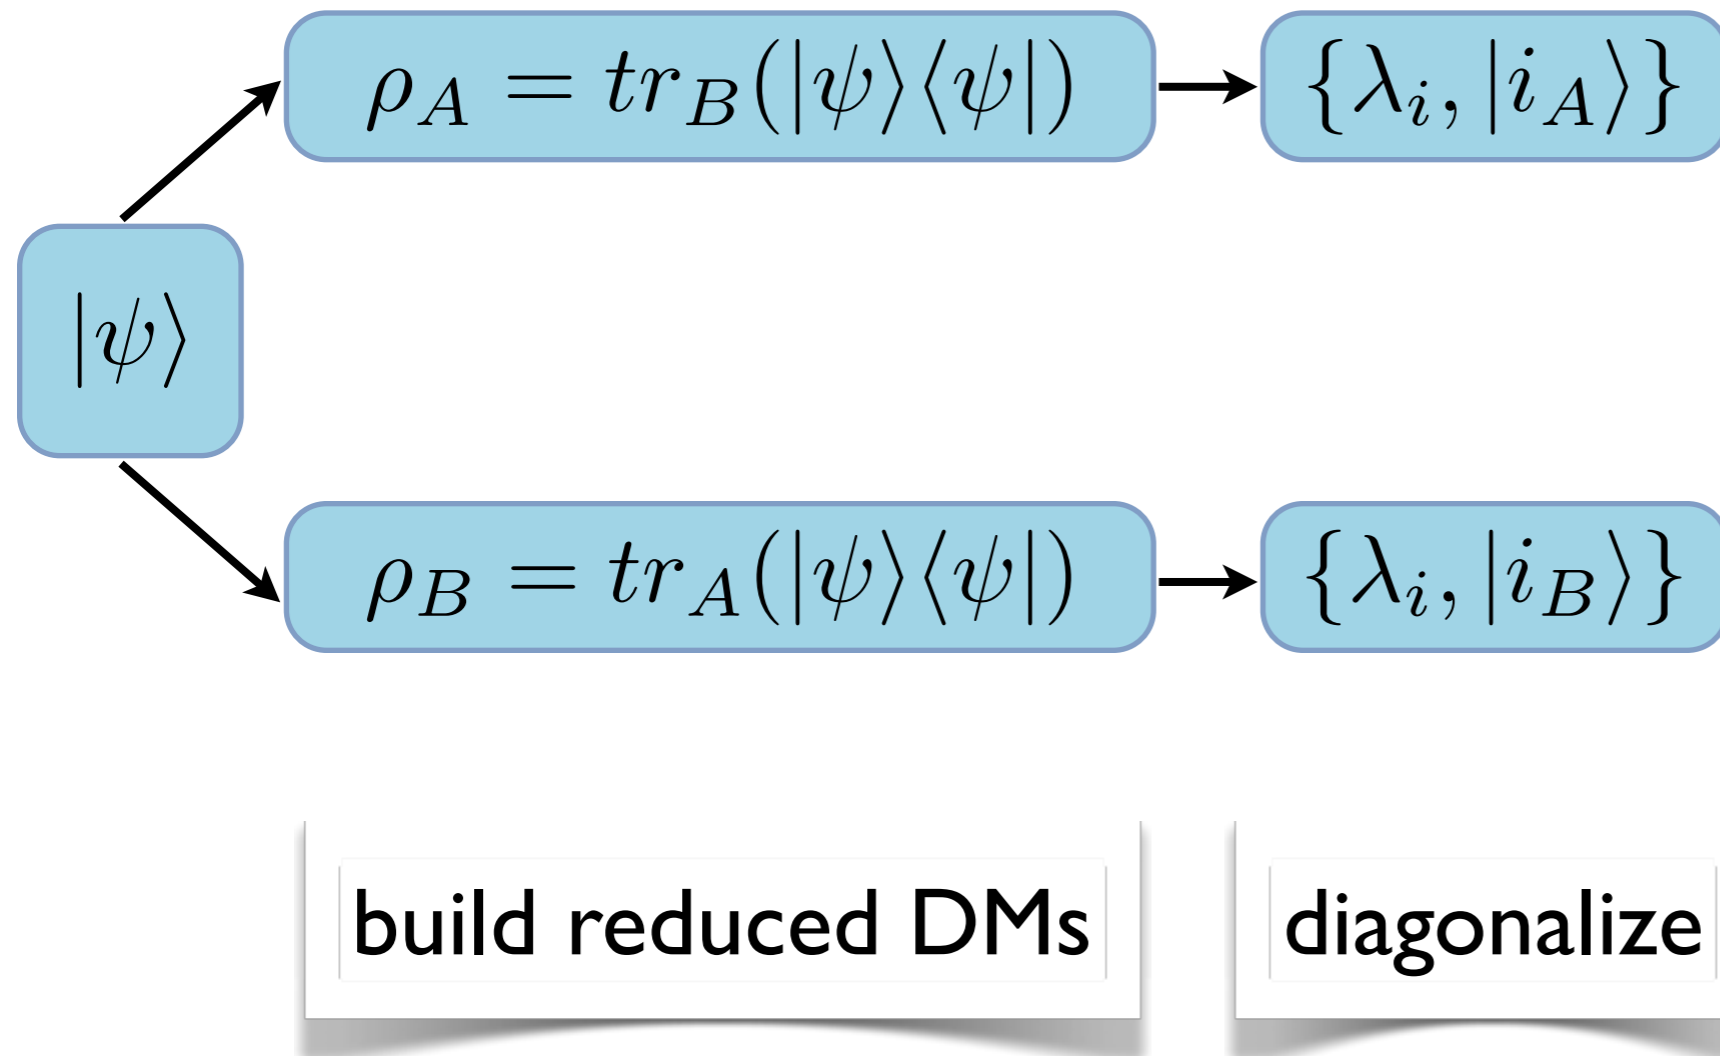 ρ_A = tr_B(|ψ⟩⟨ψ|)
{λ_i, |i_A⟩}
|ψ⟩
ρ_B = tr_A(|ψ⟩⟨ψ|)
{λ_i, |i_B⟩}
build reduced DMs
diagonalize